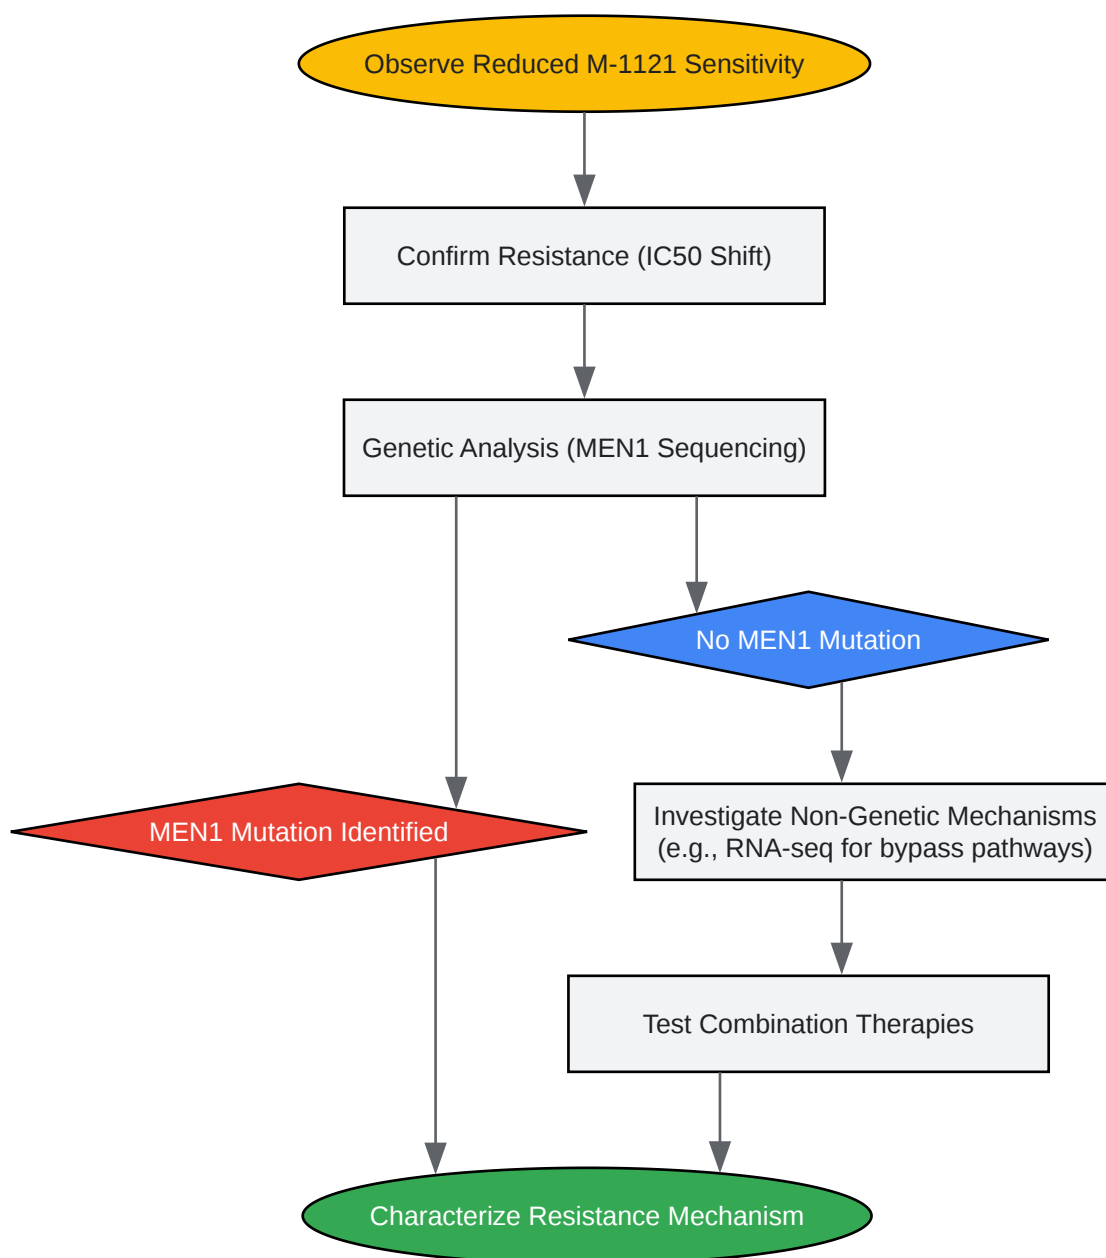 Observe Reduced M-1121 Sensitivity
Confirm Resistance (IC50 Shift)
Genetic Analysis (MEN1 Sequencing)
No MEN1 Mutation
MEN1 Mutation Identified
Investigate Non-Genetic Mechanisms
(e.g., RNA-seq for bypass pathways)
Test Combination Therapies
Characterize Resistance Mechanism